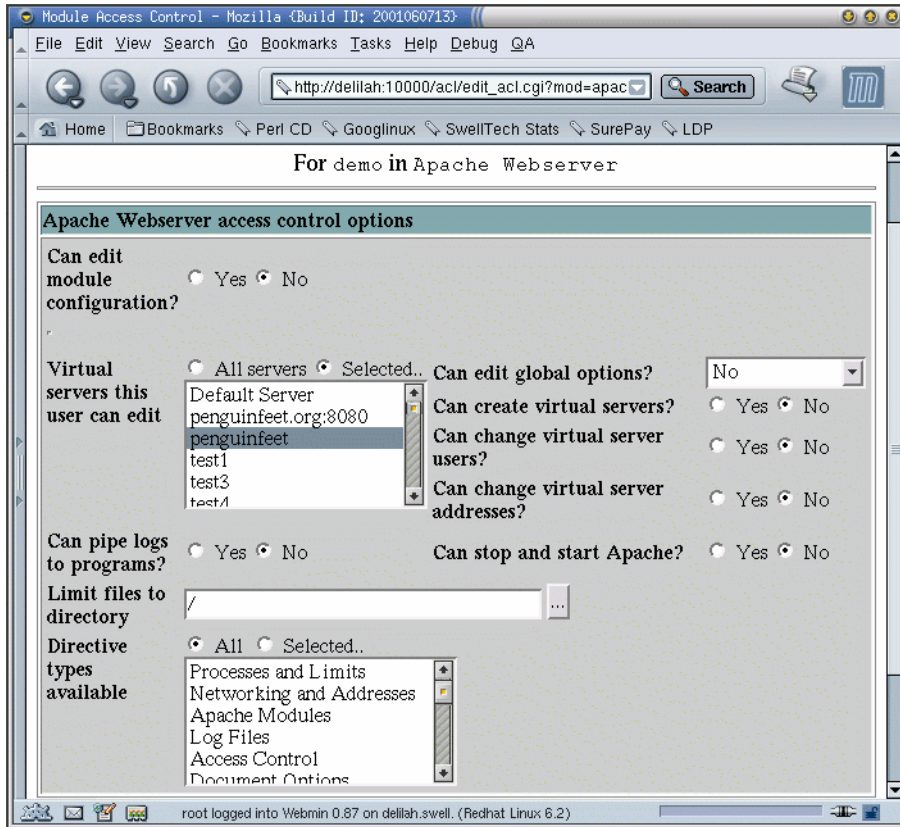 Module Access Control - Mozilla {Build ID: 2001060713}
File Edit View Search Go Bookmarks Tasks Help Debug QA
http://delilah:10000/acl/edit_acl.cgi?mod=apac
Search
Home Bookmarks Perl CD Googlinux SwellTech Stats SurePay LDP
For demo in Apache Webserver
Apache Webserver access control options
Can edit module configuration? Yes No
Virtual servers this user can edit
All servers Selected..
Default Server
penguinfeet.org:8080
penguinfeet
test1
test3
test4
Can edit global options? No
Can create virtual servers? Yes No
Can change virtual server users? Yes No
Can change virtual server addresses? Yes No
Can pipe logs to programs? Yes No
Can stop and start Apache? Yes No
Limit files to directory / ...
Directive types available
All Selected..
Processes and Limits
Networking and Addresses
Apache Modules
Log Files
Access Control
Document Options
root logged into Webmin 0.87 on delilah.swell. (Redhat Linux 6.2)